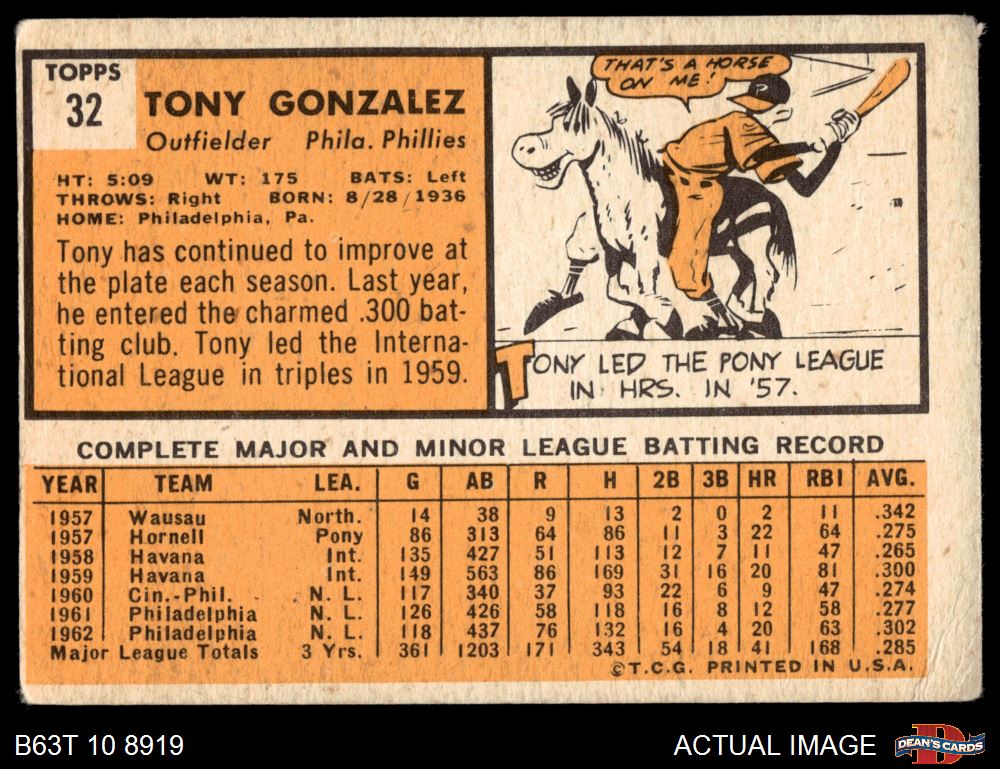 TOPPS
32
TONY GONZALEZ
Outfielder Phila. Phillies
HT: 5:09 WT: 175 BATS: Left
THROWS: Right BORN: 8/28/1936
HOME: Philadelphia, Pa.
Tony has continued to improve at
the plate each season. Last year,
he entered the charmed .300 bat-
ting club. Tony led the Interna-
tional League in triples in 1959.
THAT'S A HORSE
ON ME!
P
TONY LED THE PONY LEAGUE
IN HRS. IN '57.
COMPLETE MAJOR AND MINOR LEAGUE BATTING RECORD
YEAR TEAM LEA. G AB R H 2B 3B HR RBI AVG.
1957 Wausau North. 14 38 9 13 2 0 2 11 .342
1957 Hornell Pony 86 313 64 86 11 3 22 64 .275
1958 Havana Int. 135 427 51 113 12 7 11 47 .265
1959 Havana Int. 149 563 86 169 31 16 20 81 .300
1960 Cin.-Phil. N. L. 117 340 37 93 22 6 9 47 .274
1961 Philadelphia N. L. 126 426 58 118 16 8 12 58 .277
1962 Philadelphia N. L. 118 437 76 132 16 4 20 63 .302
Major League Totals 3 Yrs. 361 1203 171 343 54 18 41 168 .285
©T.C.G. PRINTED IN U.S.A.
B63T 10 8919
ACTUAL IMAGE
D
DEAN'S CARDS